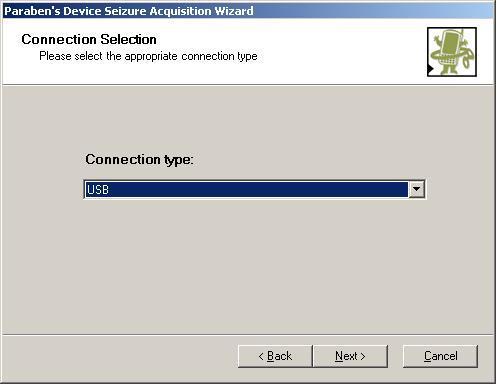 Paraben's Device Seizure Acquisition Wizard
Connection Selection
Please select the appropriate connection type
Connection type:
USB
< Back Next > Cancel